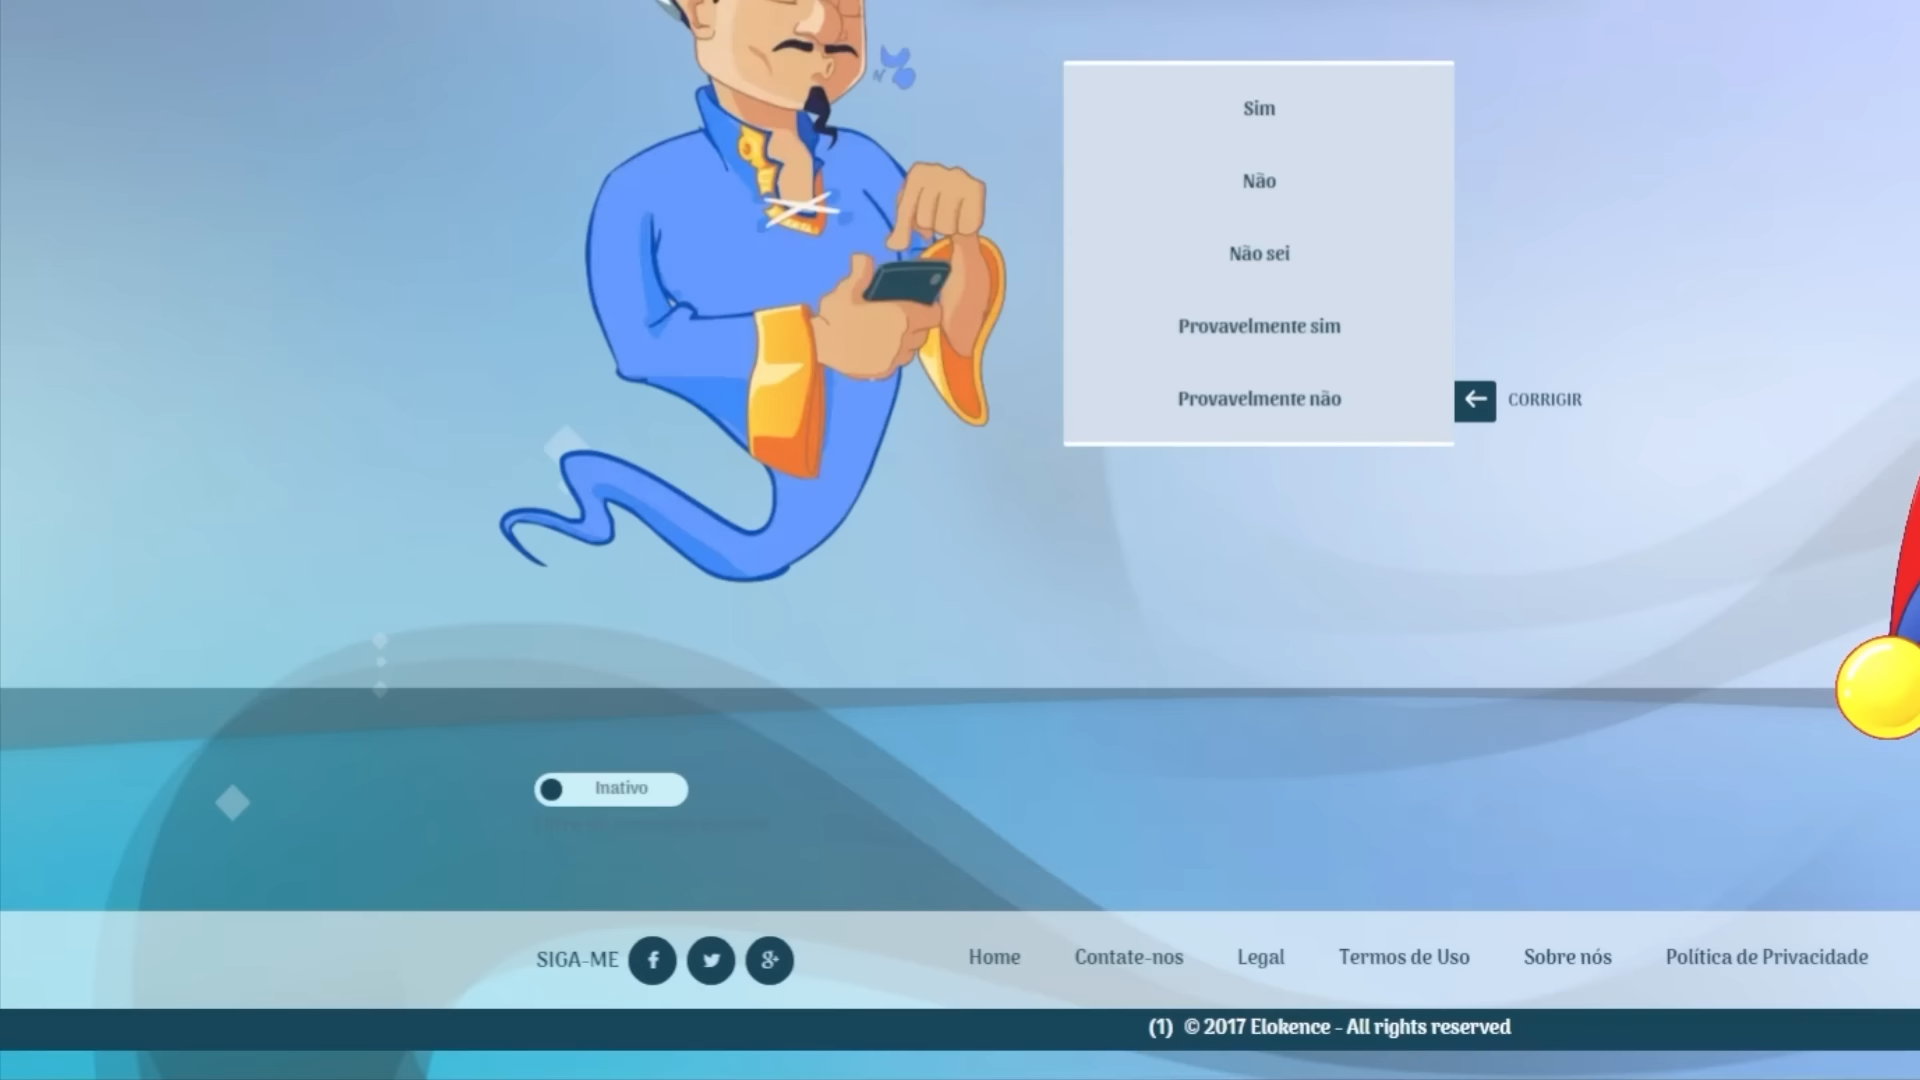 Sim
Não
Não sei
Provavelmente sim
Provavelmente não
CORRIGIR
Inativo
SIGA-ME
Home Contate-nos Legal Termos de Uso Sobre nós Política de Privacidade
(1) © 2017 Elokence - All rights reserved